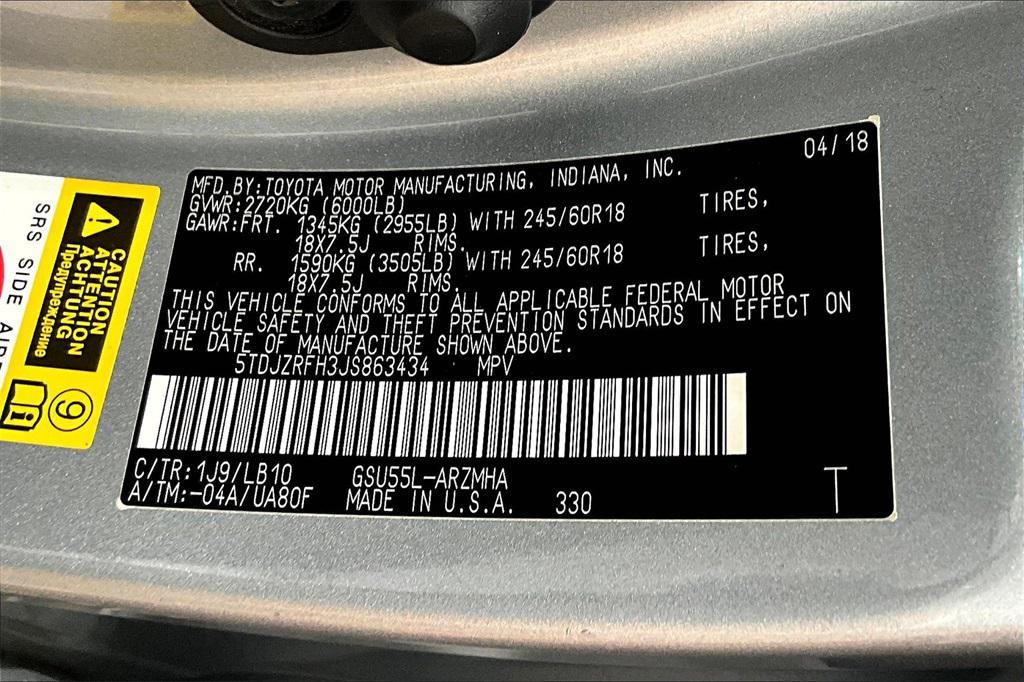 04/18
MFD.BY:TOYOTA MOTOR MANUFACTURING, INDIANA, INC.
GVWR:2720KG (6000LB)
GAWR:FRT. 1345KG (2955LB) WITH 245/60R18 TIRES,
18X7.5J RIMS.
RR. 1590KG (3505LB) WITH 245/60R18 TIRES,
18X7.5J RIMS.
THIS VEHICLE CONFORMS TO ALL APPLICABLE FEDERAL MOTOR
VEHICLE SAFETY AND THEFT PREVENTION STANDARDS IN EFFECT ON
THE DATE OF MANUFACTURE SHOWN ABOVE.
5TDJZRFH3JS863434 MPV
C/TR:1J9/LB10 GSU55L-ARZMHA
A/TM:-04A/UA80F MADE IN U.S.A. 330 T
CAUTION
ATTENTION
ACHTUNG
Предупреждение
SRS SIDE
9